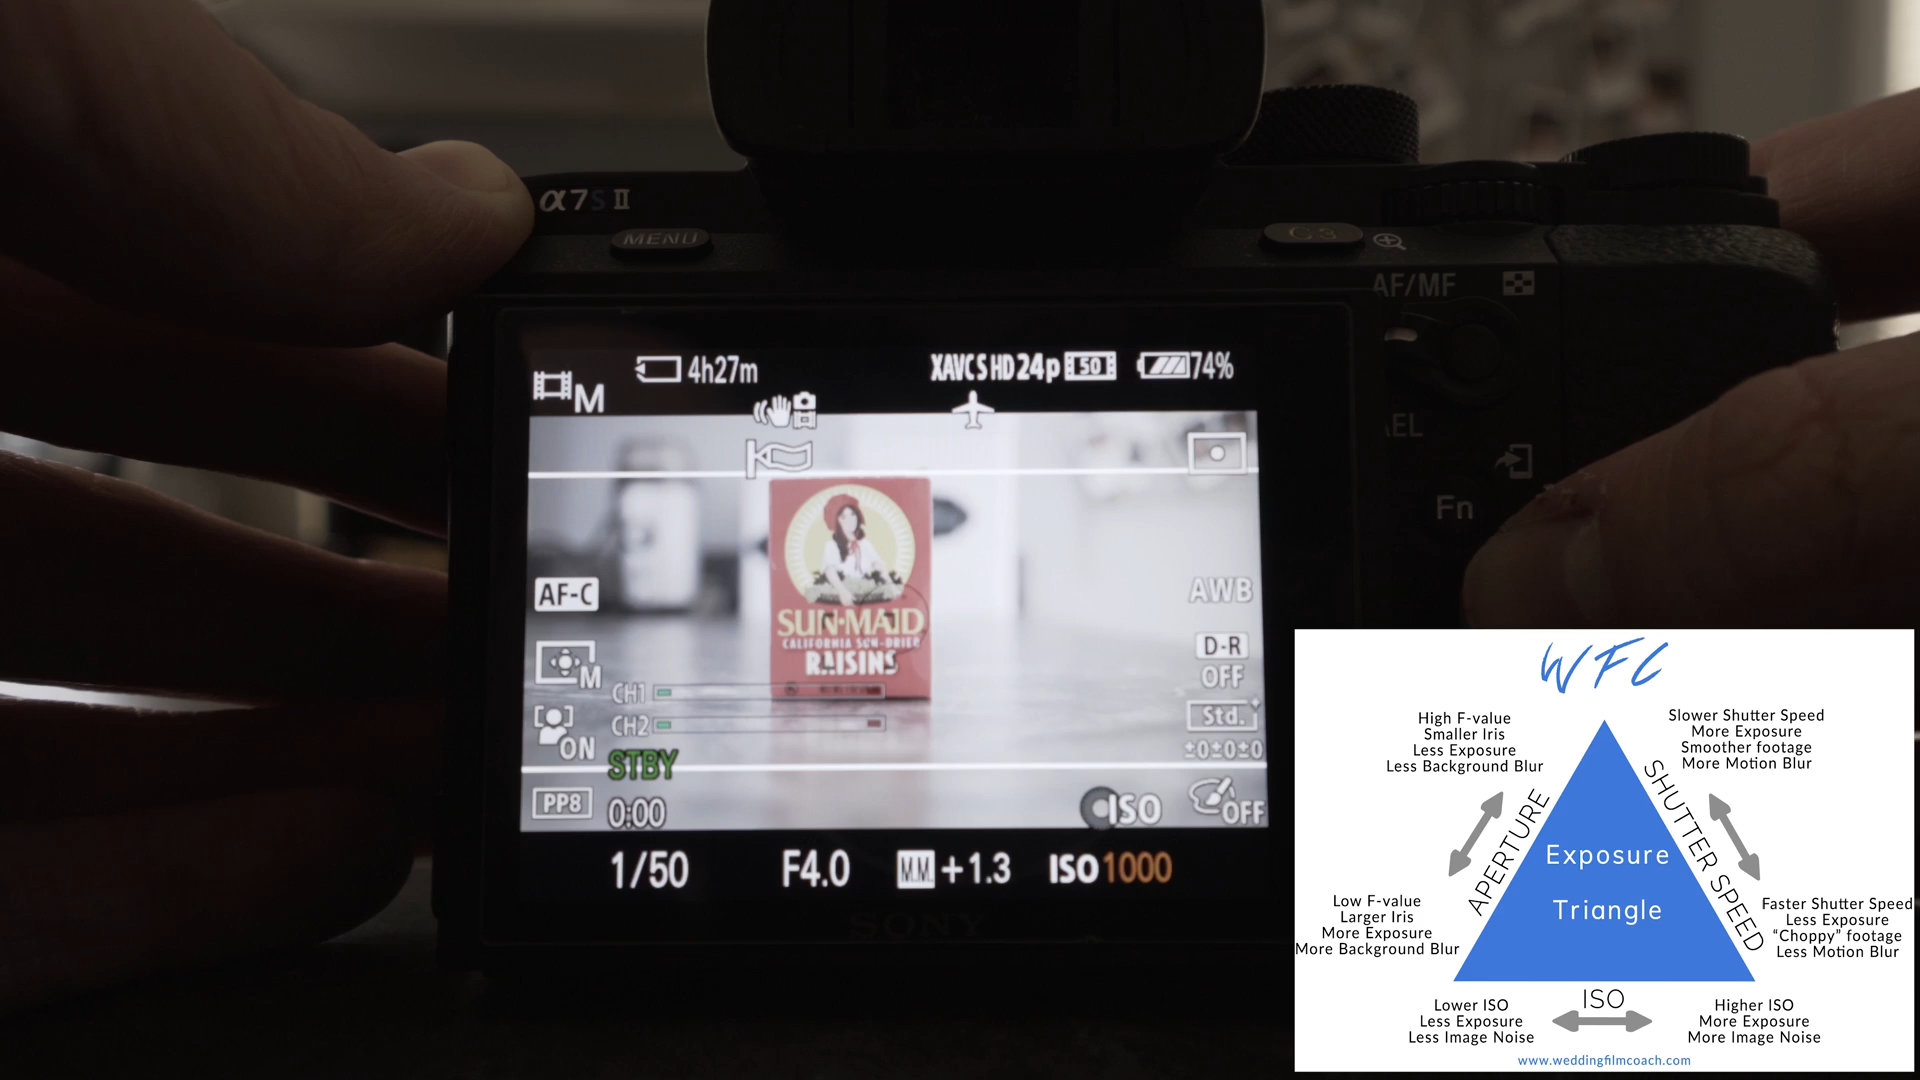 α7SII
MENU
C3
AF/MF
AEL
Fn
4h27m
XAVC S HD 24p 50
74%
M
AF-C
AWB
SUN·MAID
CALIFORNIA SUN-DRIED
RAISINS
D-R
OFF
M
CH1
CH2
Std.
ON
±0±0±0
STBY
PP8
0:00
ISO
OFF
1/50 F4.0 M.M. +1.3 ISO 1000
SONY
WFC
High F-value
Smaller Iris
Less Exposure
Less Background Blur
Slower Shutter Speed
More Exposure
Smoother footage
More Motion Blur
APERTURE
SHUTTER SPEED
Exposure
Triangle
Low F-value
Larger Iris
More Exposure
More Background Blur
Faster Shutter Speed
Less Exposure
“Choppy” footage
Less Motion Blur
ISO
Lower ISO
Less Exposure
Less Image Noise
Higher ISO
More Exposure
More Image Noise
www.weddingfilmcoach.com